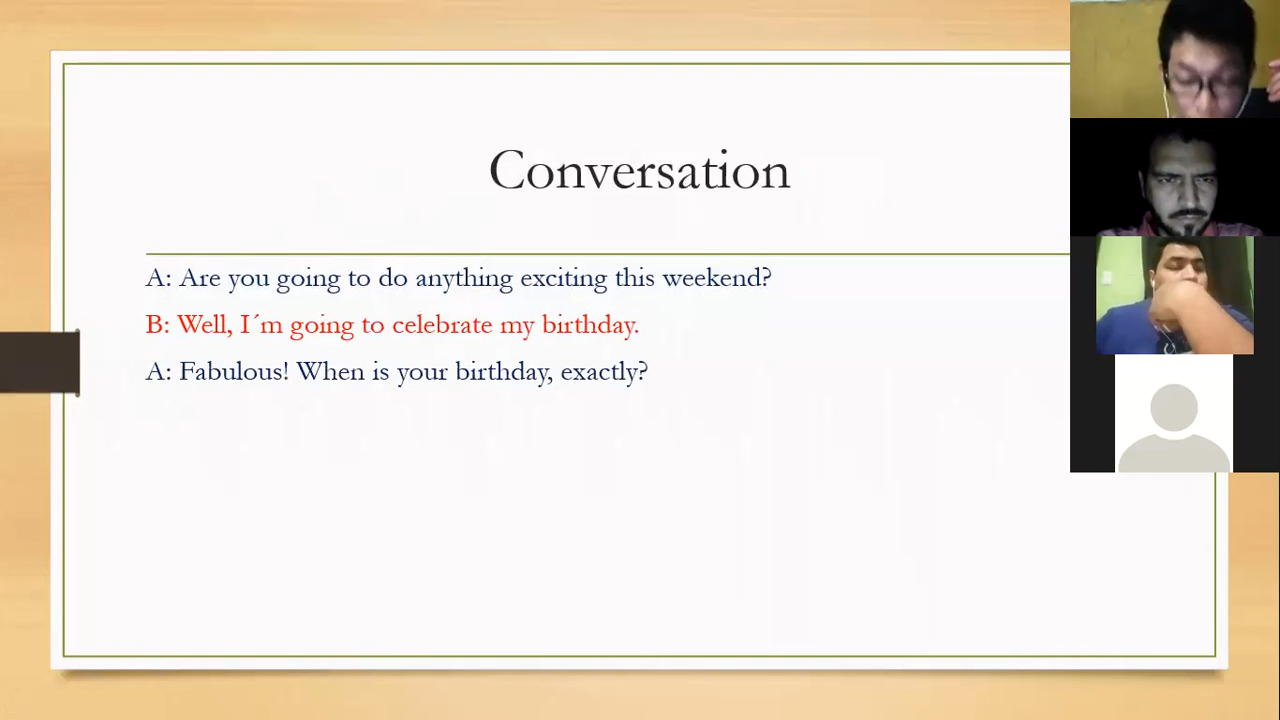 Conversation
A: Are you going to do anything exciting this weekend?
B: Well, I´m going to celebrate my birthday.
A: Fabulous! When is your birthday, exactly?